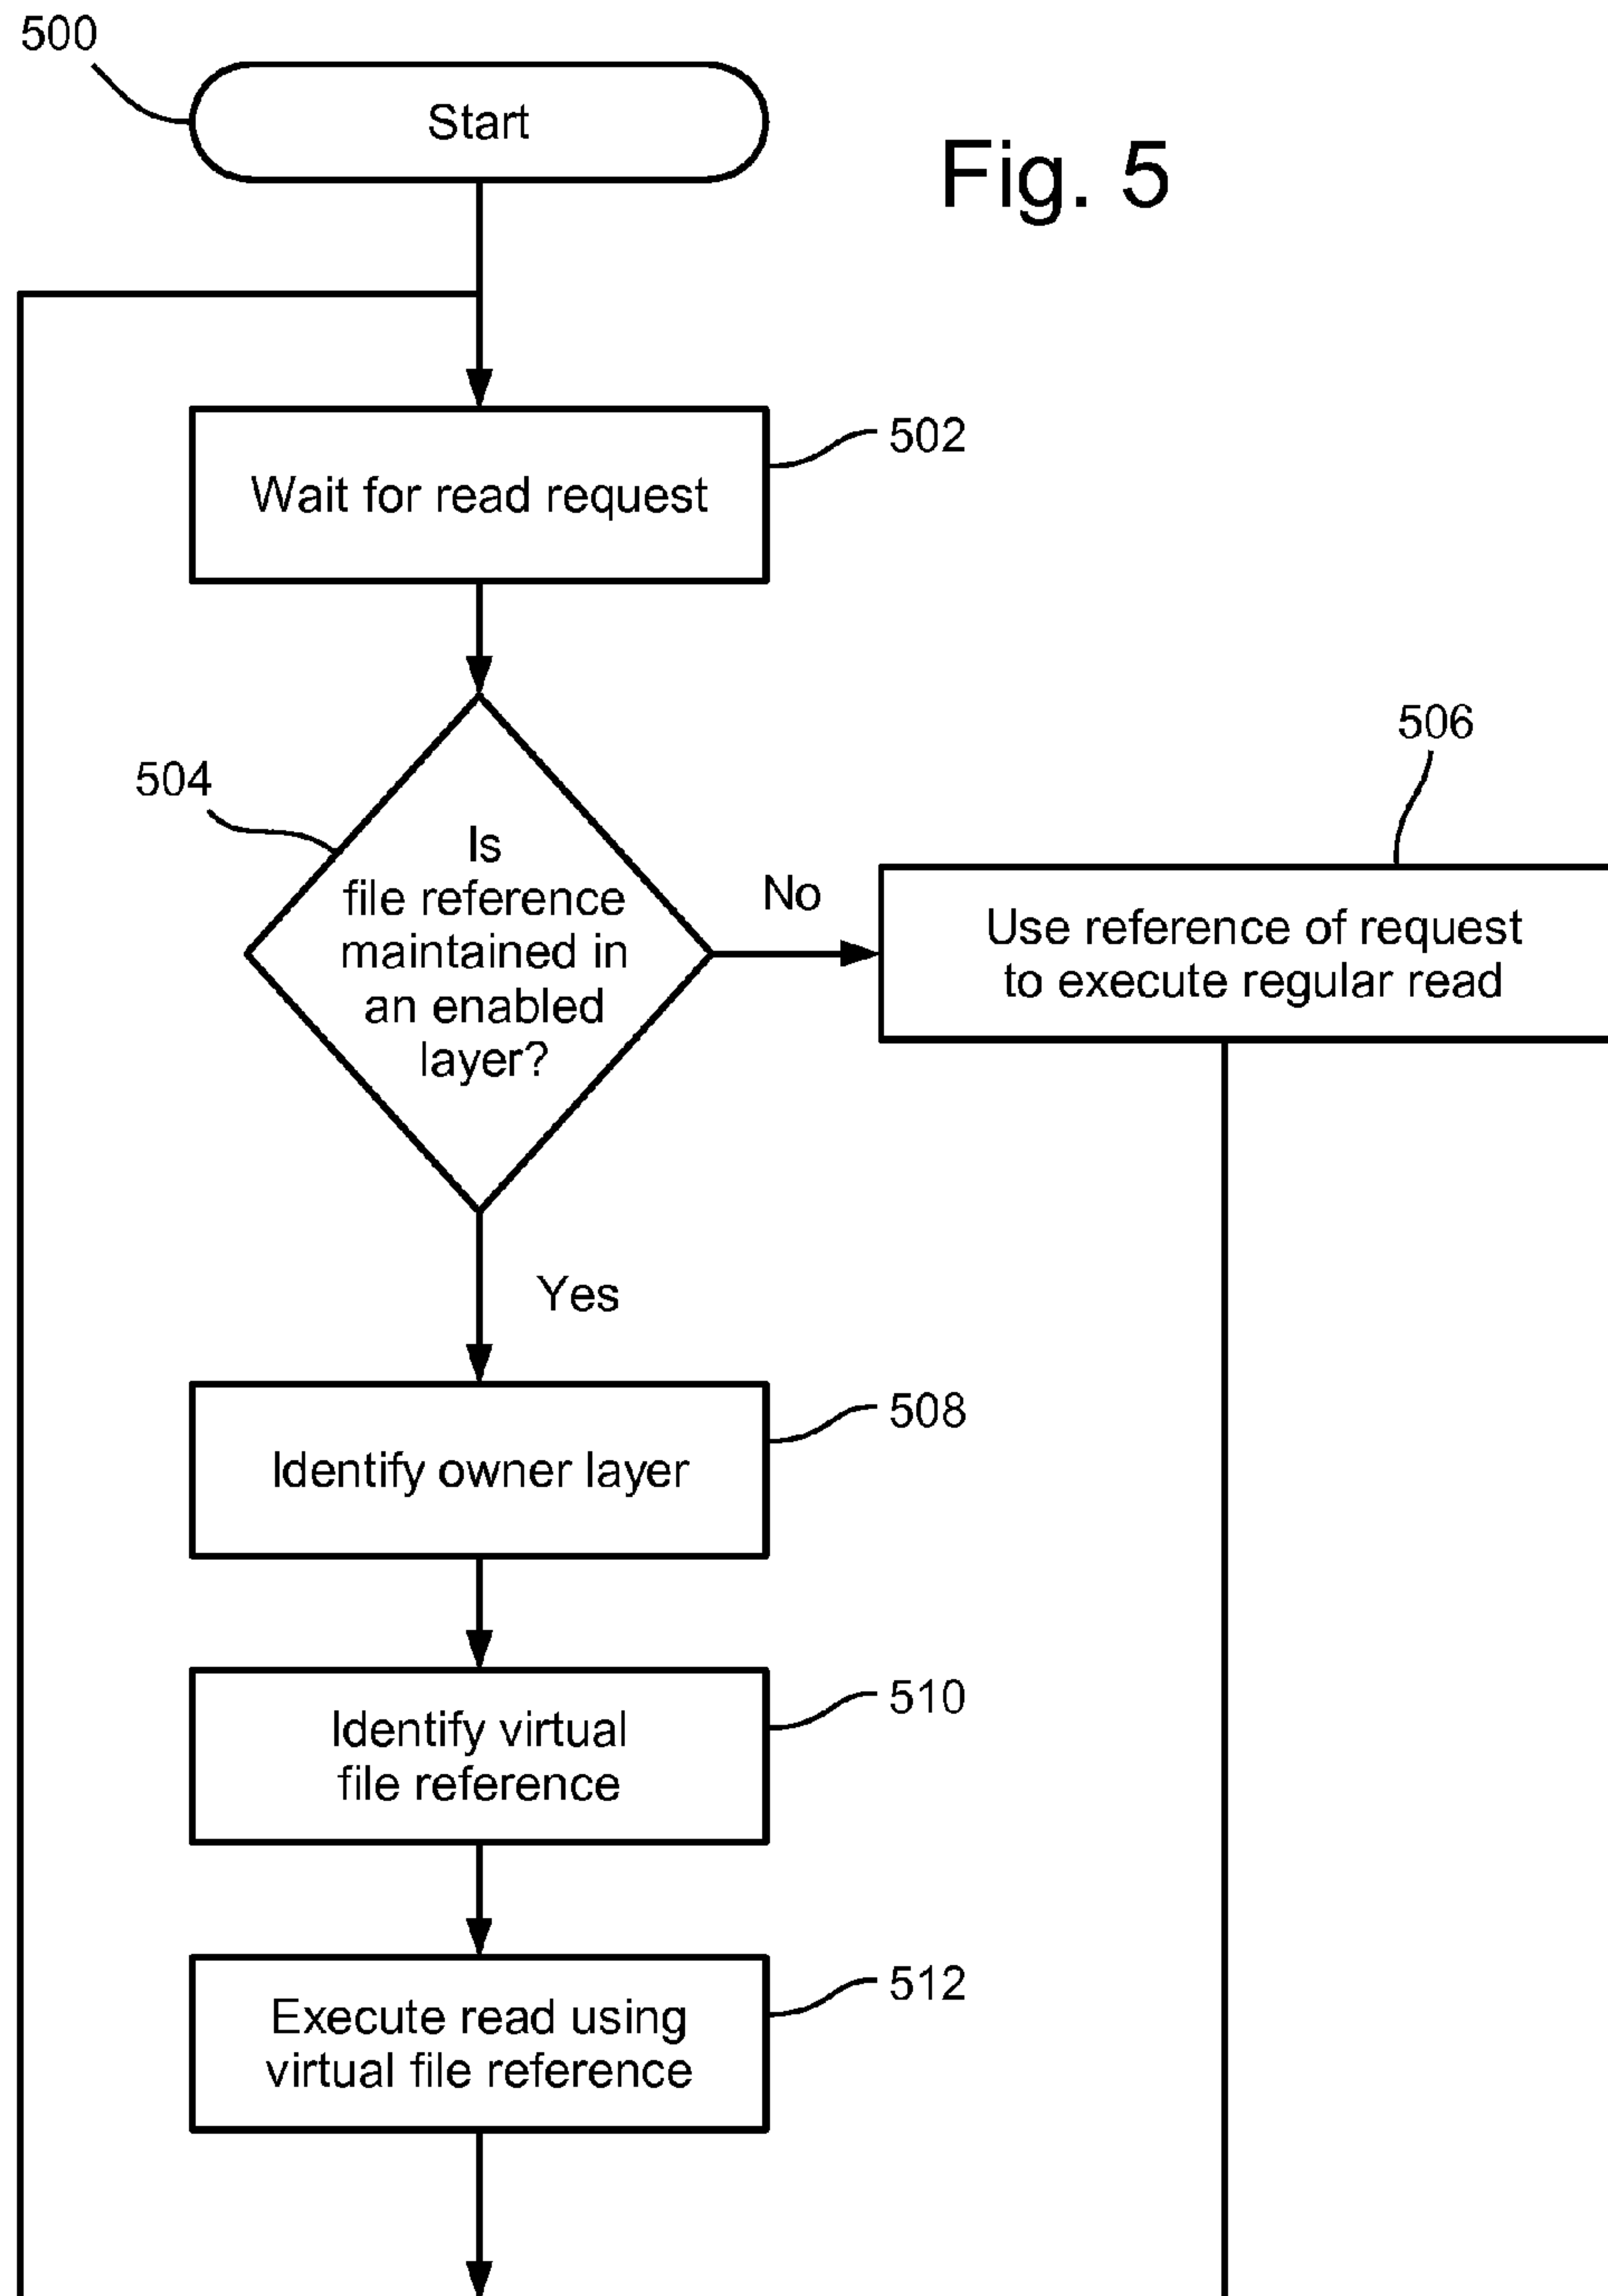 500
Start
Fig. 5
502
Wait for read request
504
Is
file reference
maintained in
an enabled
layer?
No
506
Use reference of request
to execute regular read
Yes
508
Identify owner layer
510
Identify virtual
file reference
512
Execute read using
virtual file reference